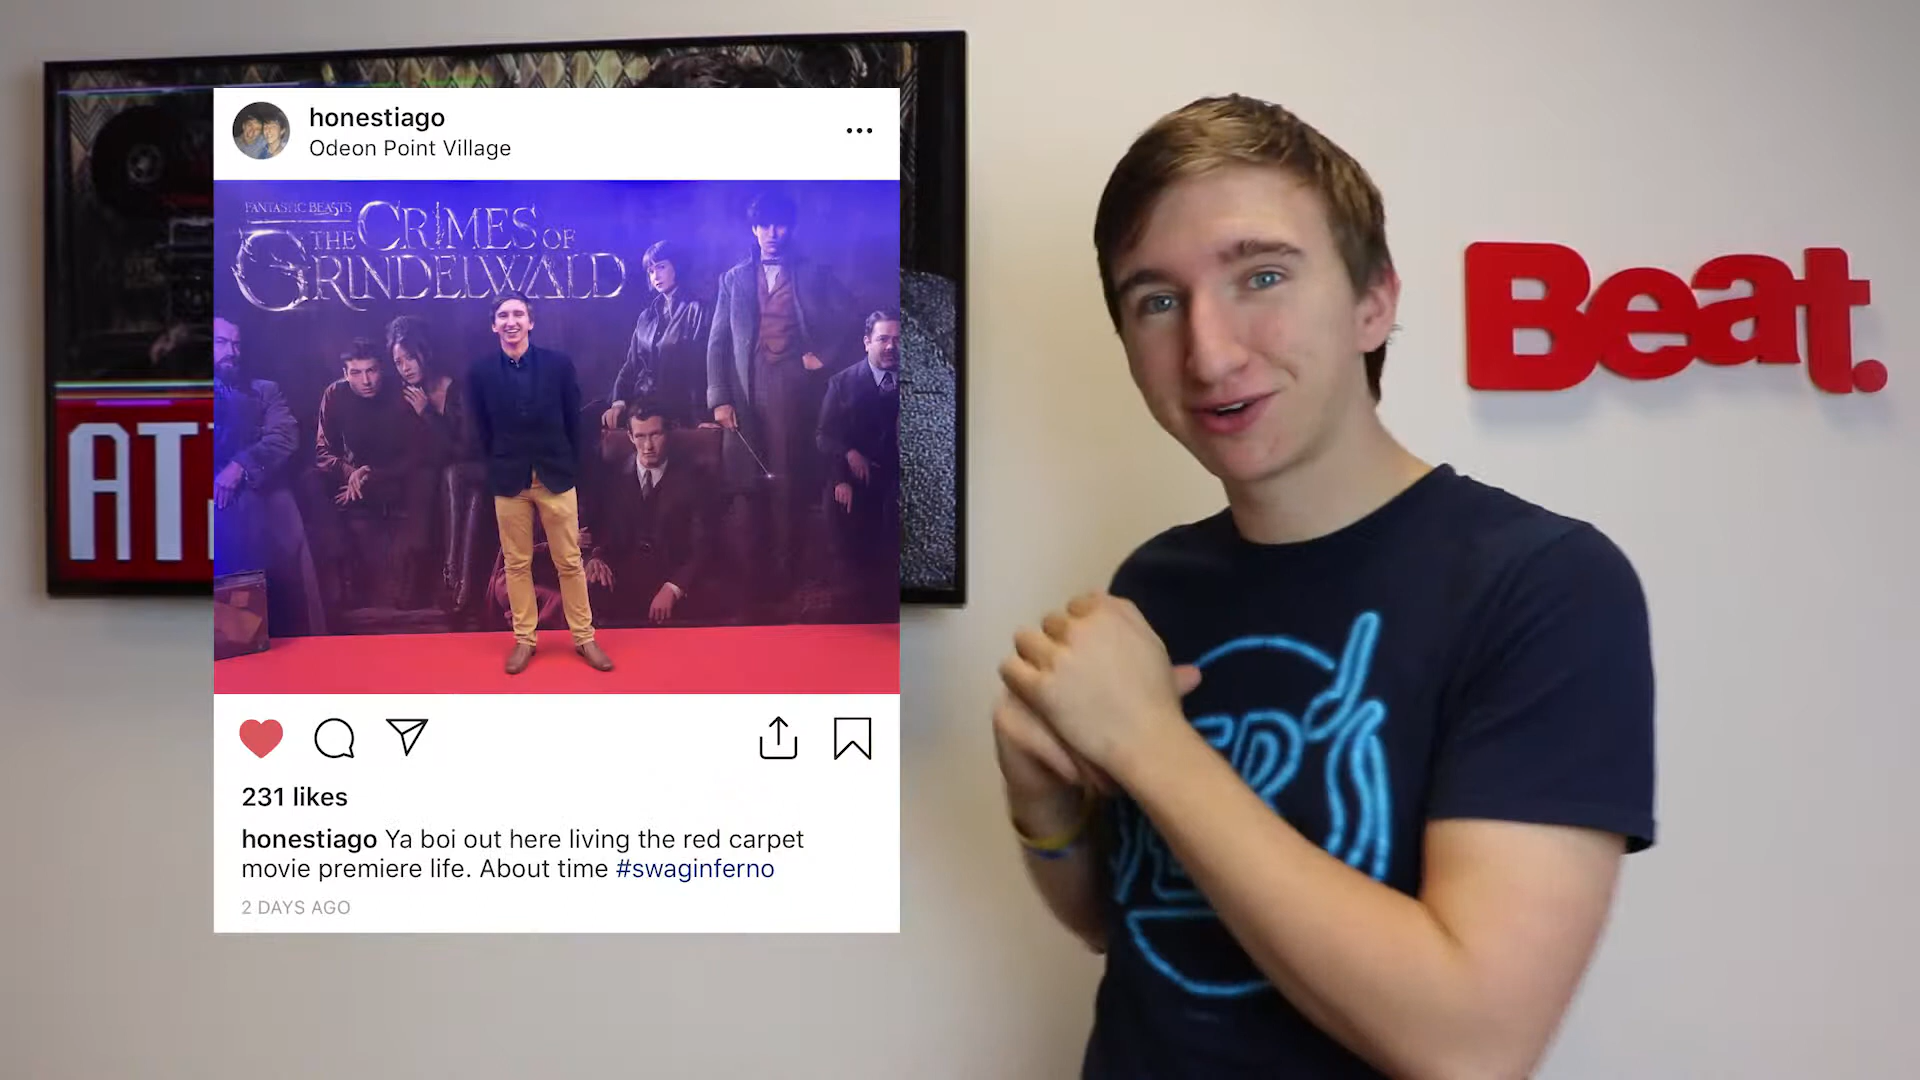 honestiago
Odeon Point Village
FANTASTIC BEASTS
THE CRIMES OF
GRINDELWALD
AT
Beat.
231 likes
honestiago Ya boi out here living the red carpet
movie premiere life. About time #swaginferno
2 DAYS AGO